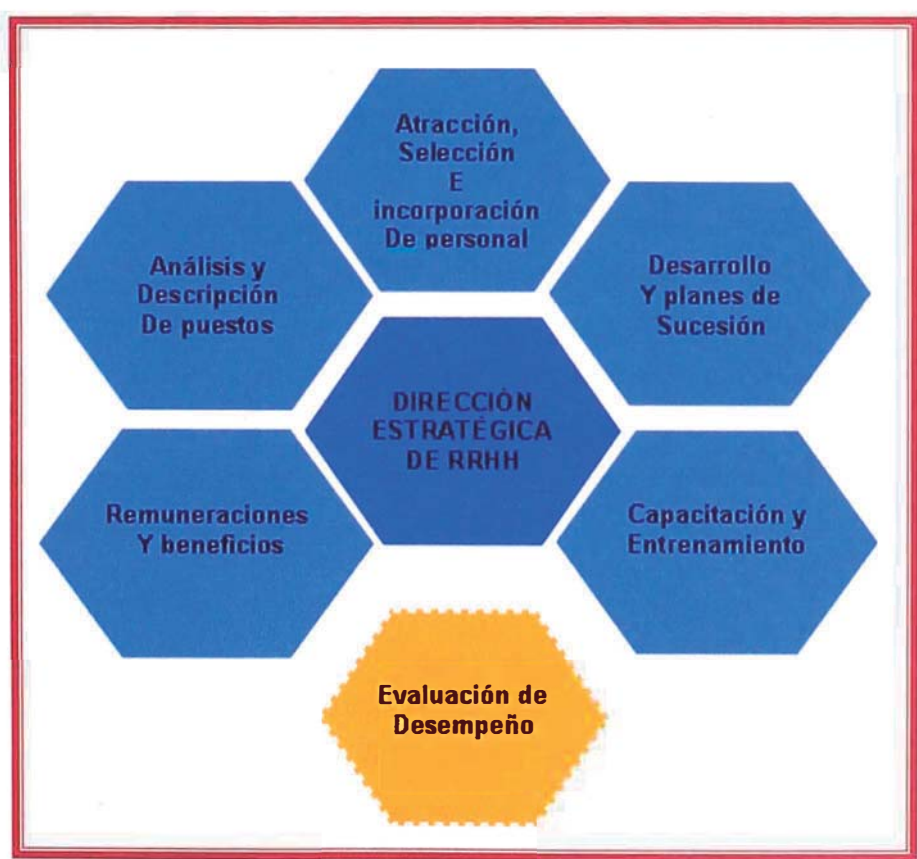 Atracción,
Selección
E
incorporación
De personal
Análisis y
Descripción
De puestos
Desarrollo
Y planes de
Sucesión
DIRECCIÓN
ESTRATÉGICA
DE RRHH
Remuneraciones
Y beneficios
Capacitación y
Entrenamiento
Evaluación de
Desempeño